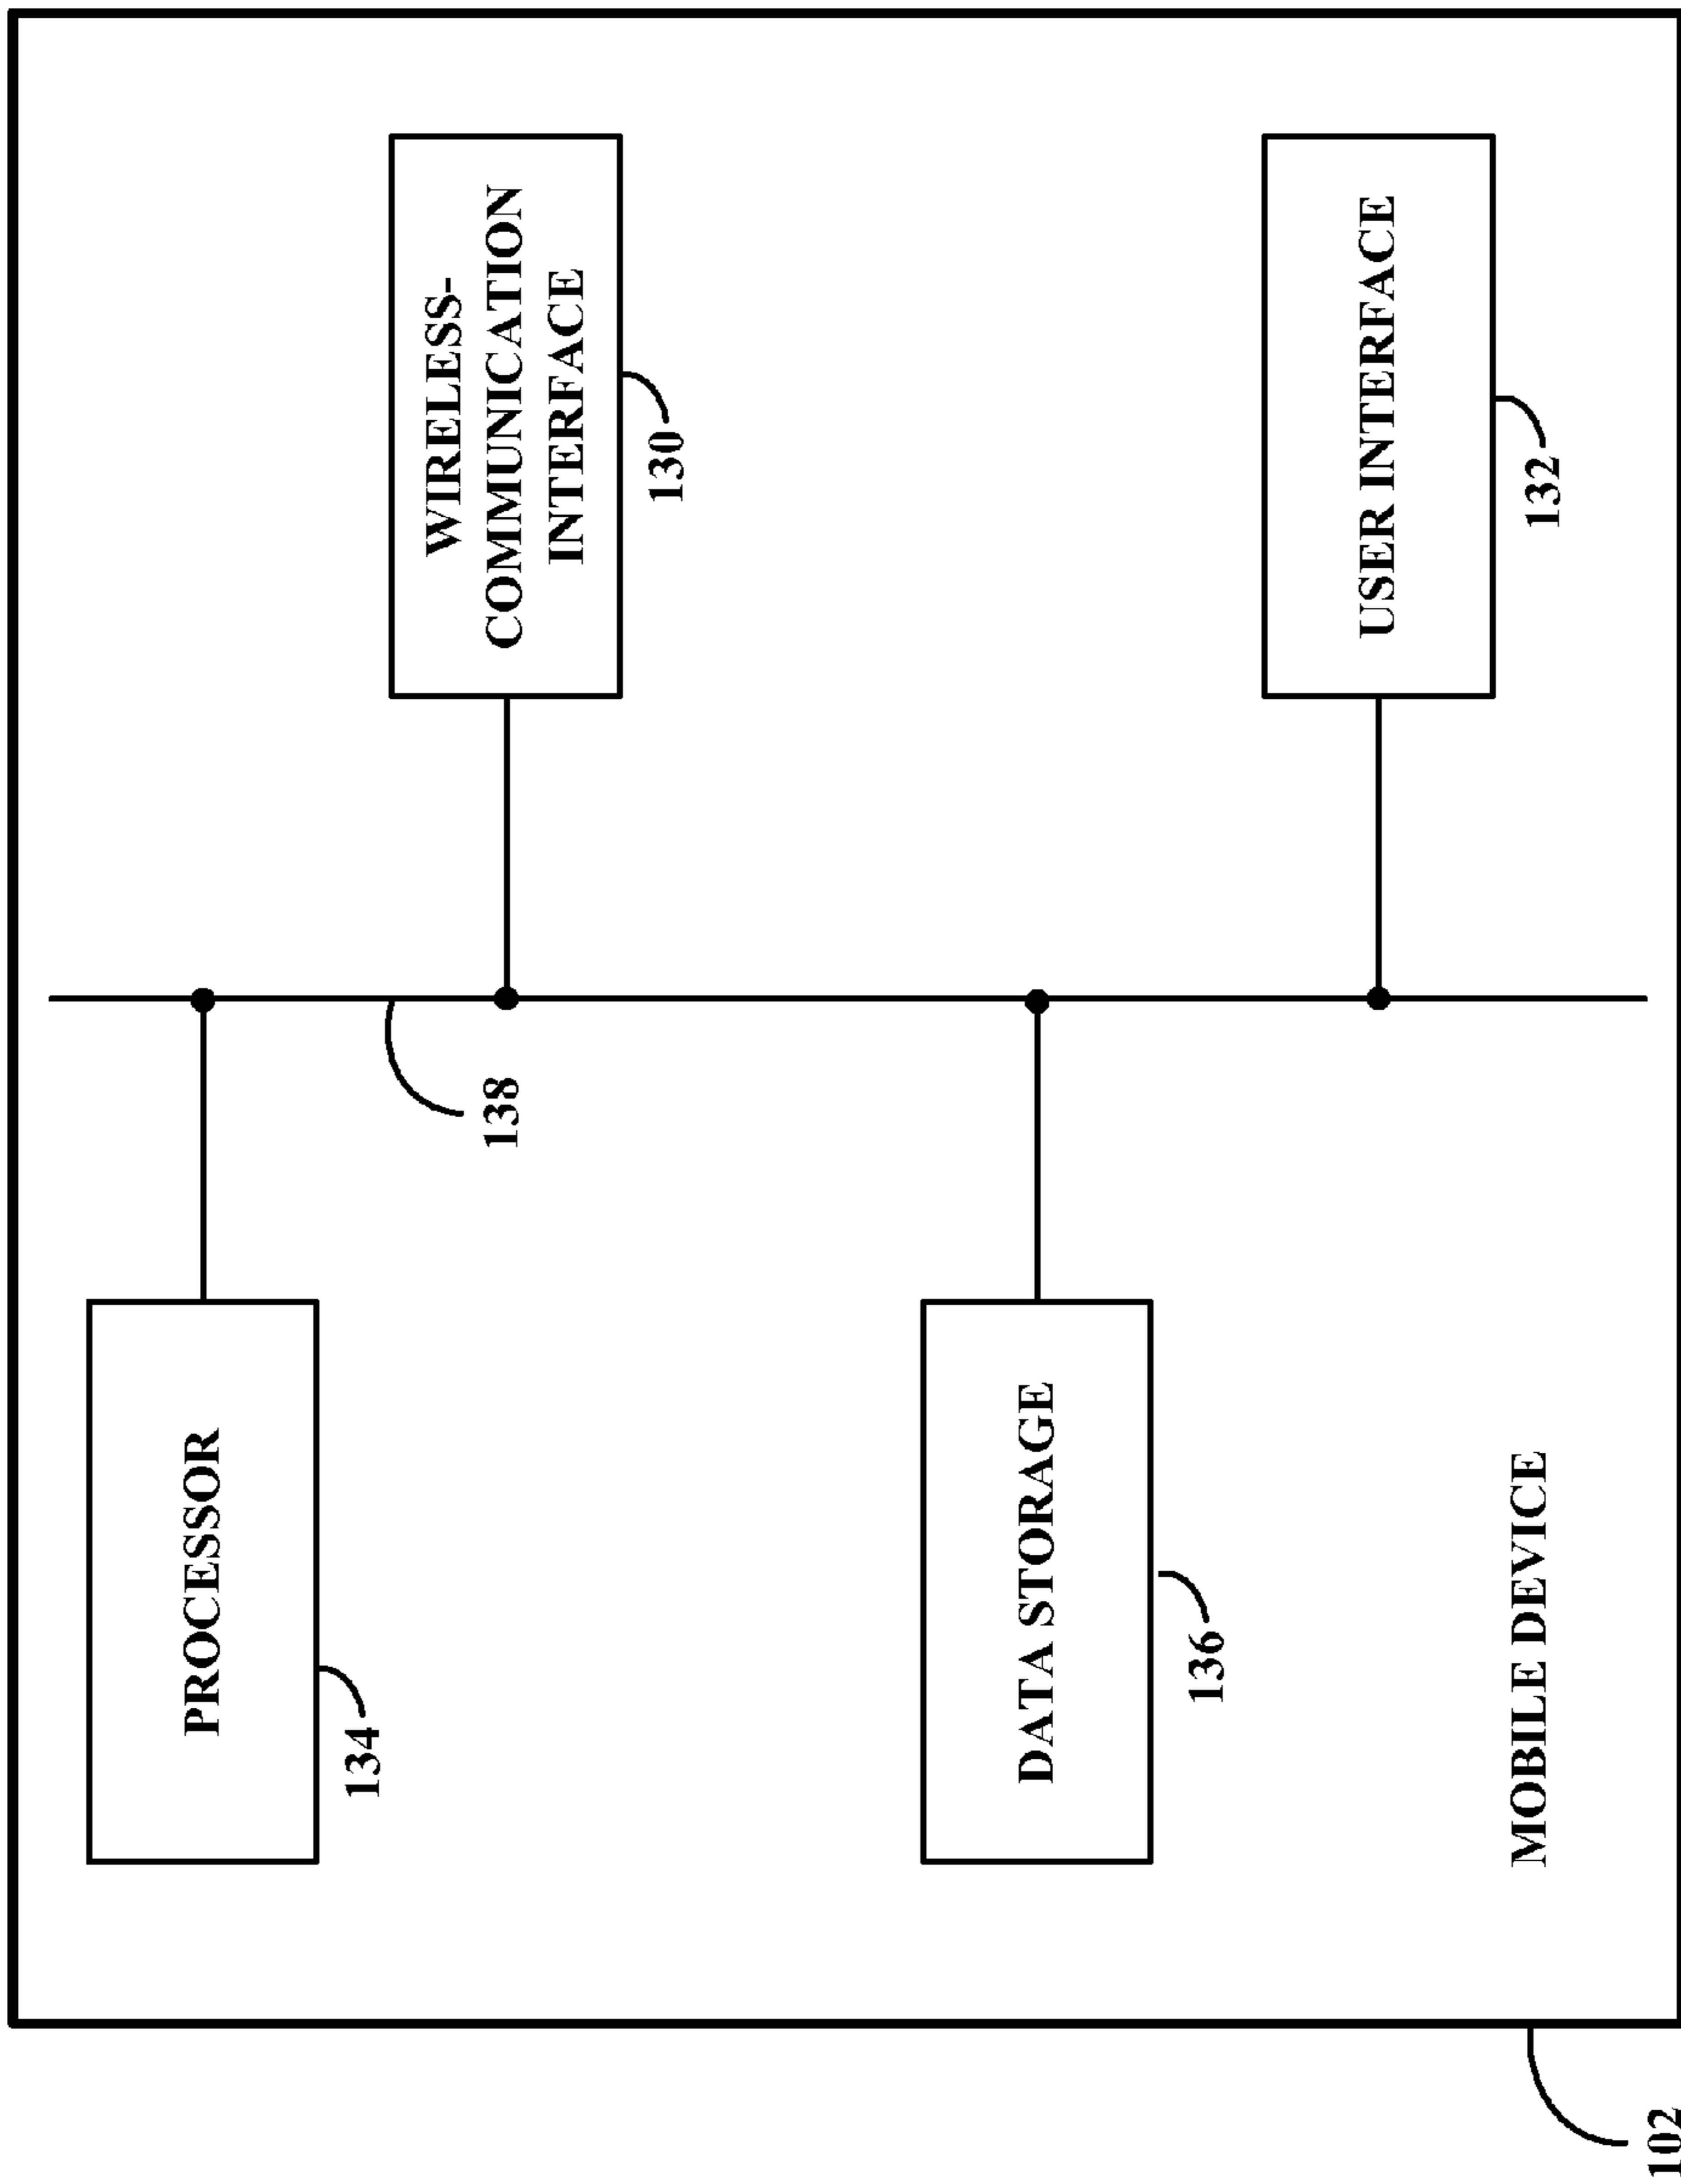 PROCESSOR
134
WIRELESS-
COMMUNICATION
INTERFACE
130
138
DATA STORAGE
136
USER INTERFACE
132
MOBILE DEVICE
102